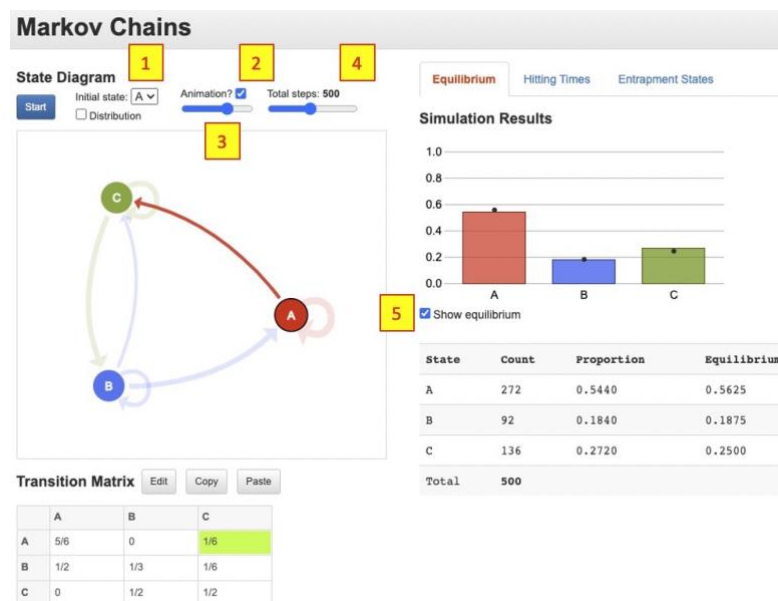 Markov Chains
1
2
4
State Diagram
Start
Initial state: A
Distribution
Animation?
Total steps: 500
3
C
A
B
Transition Matrix
Edit
Copy
Paste
A B C
A 5/6 0 1/6
B 1/2 1/3 1/6
C 0 1/2 1/2
Equilibrium
Hitting Times
Entrapment States
Simulation Results
1.0
0.8
0.6
0.4
0.2
0.0
A B C
5
Show equilibrium
State Count Proportion Equilibrium
A 272 0.5440 0.5625
B 92 0.1840 0.1875
C 136 0.2720 0.2500
Total 500